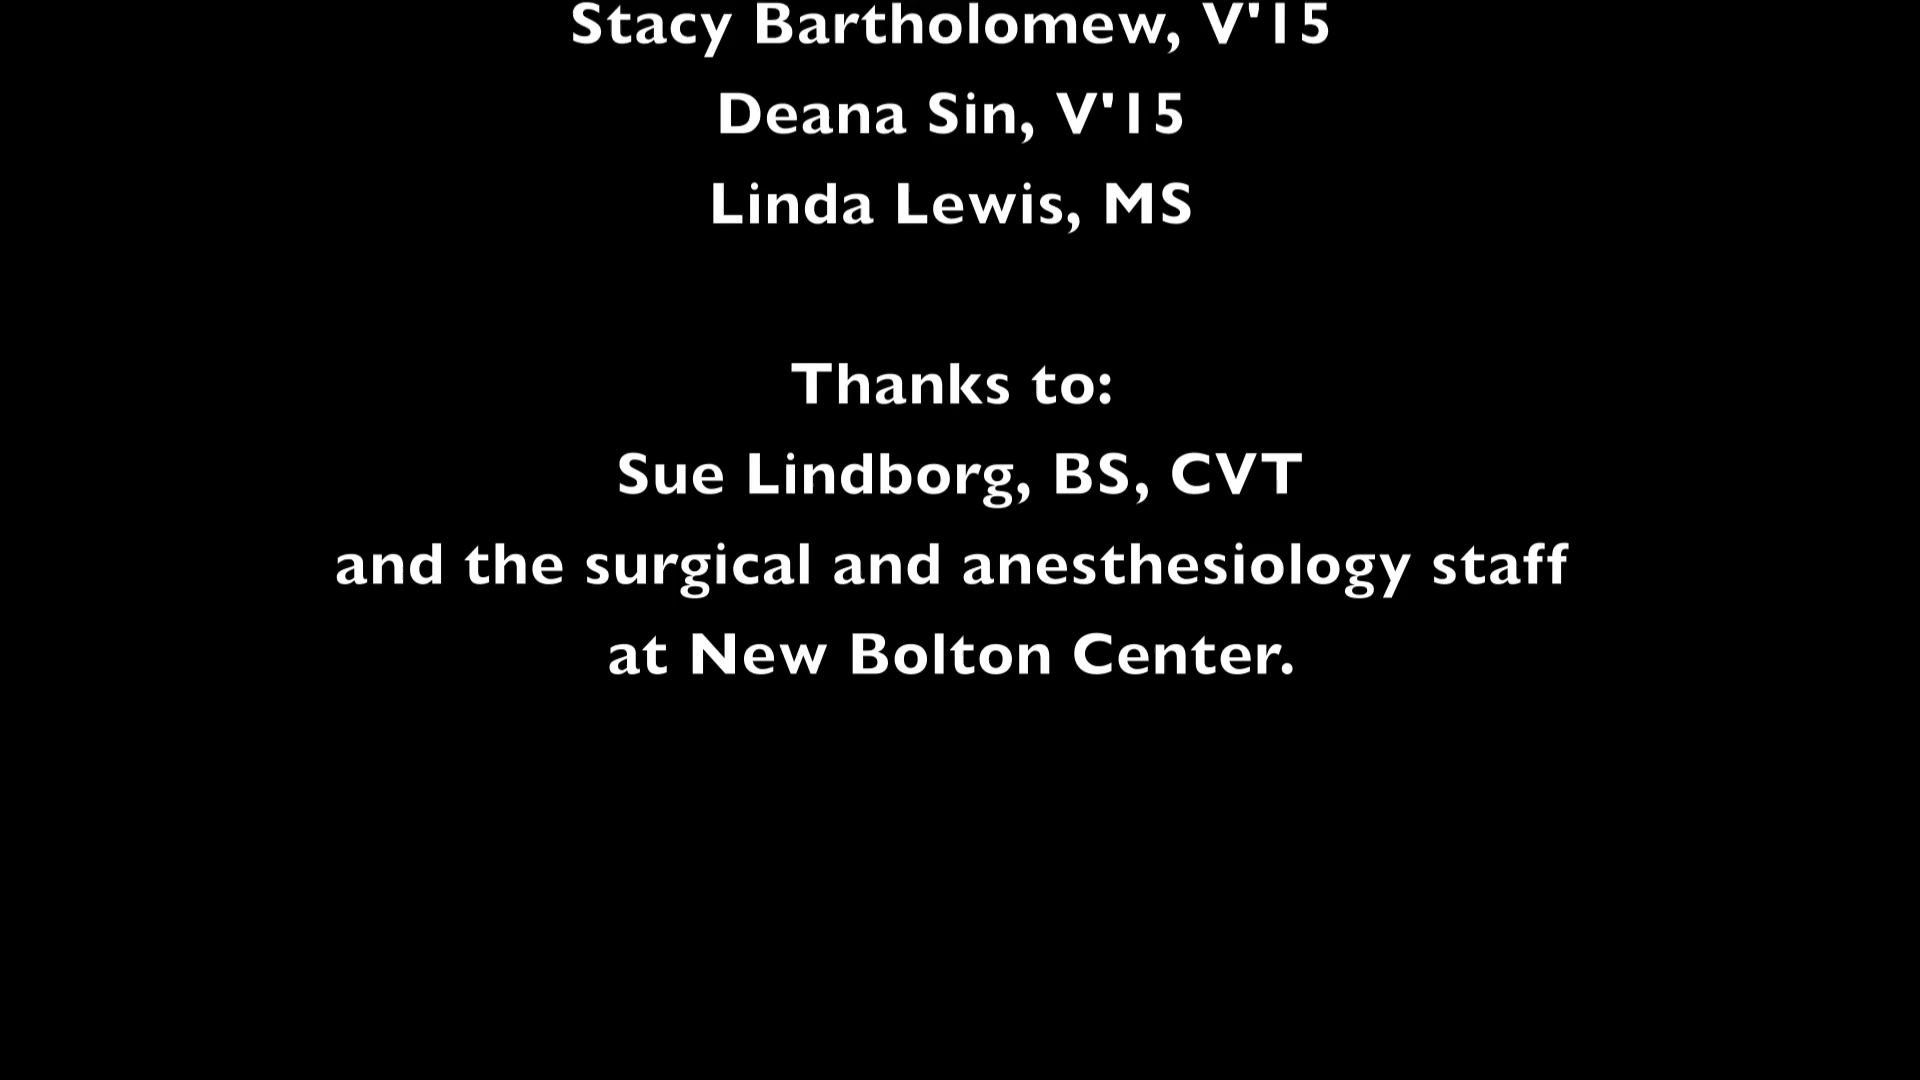 Stacy Bartholomew, V'15
Deana Sin, V'15
Linda Lewis, MS
Thanks to:
Sue Lindborg, BS, CVT
and the surgical and anesthesiology staff
at New Bolton Center.